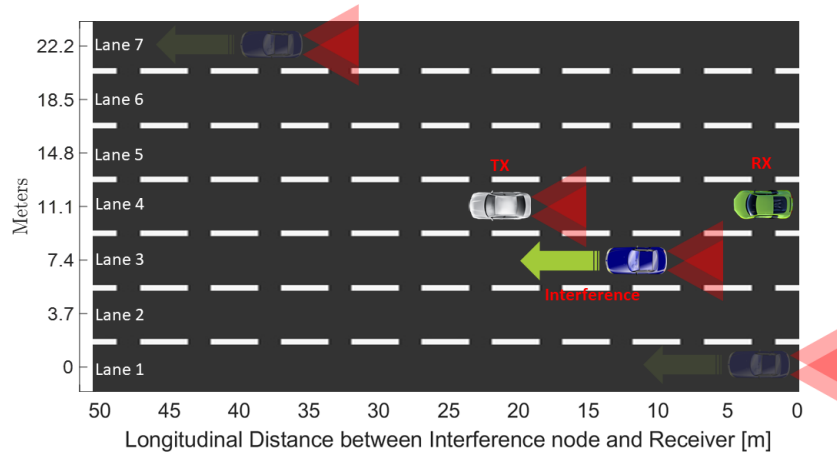 Meters
22.2
18.5
14.8
11.1
7.4
3.7
0
Lane 7
Lane 6
Lane 5
TX
RX
Lane 4
Lane 3
Interference
Lane 2
Lane 1
50 45 40 35 30 25 20 15 10 5 0
Longitudinal Distance between Interference node and Receiver [m]